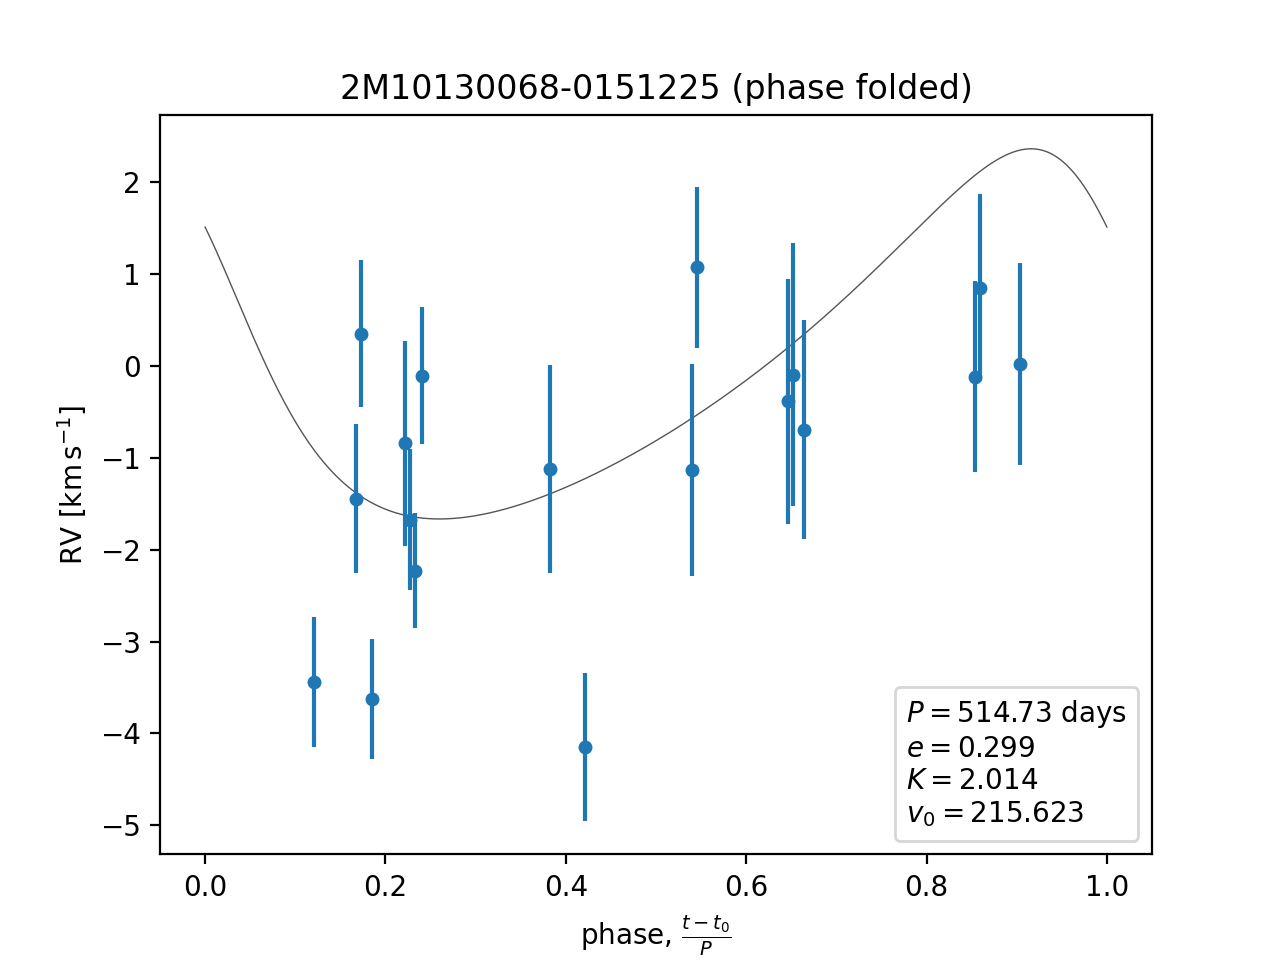 2M10130068-0151225 (phase folded)
2
1
0
−1
−2
−3
−4
−5
RV [km s⁻¹]
P = 514.73 days
e = 0.299
K = 2.014
v₀ = 215.623
0.0 0.2 0.4 0.6 0.8 1.0
phase, (t − t₀)/P